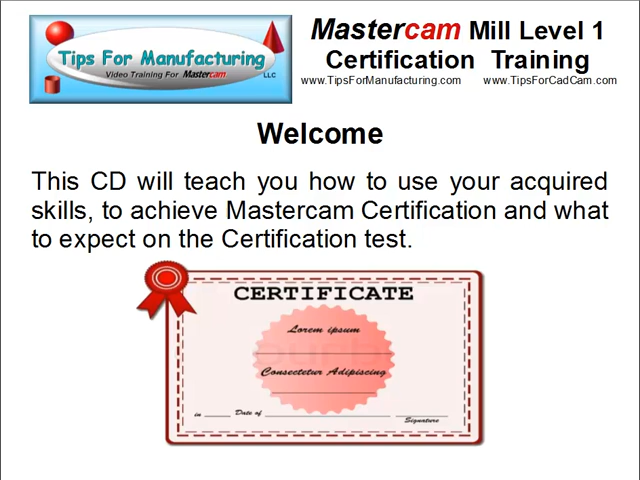 Tips For Manufacturing
Video Training For Mastercam
LLC
Mastercam Mill Level 1
Certification Training
www.TipsForManufacturing.com www.TipsForCadCam.com
Welcome
This CD will teach you how to use your acquired
skills, to achieve Mastercam Certification and what
to expect on the Certification test.
CERTIFICATE
Lorem ipsum
Consectetur Adipiscing
in Date of
Signature